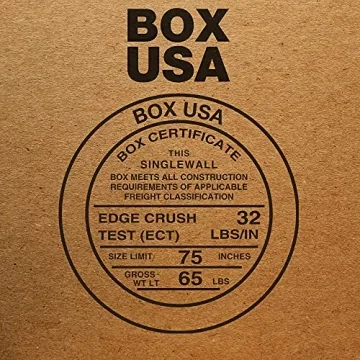 BOX
USA
BOX USA
BOX CERTIFICATE
THIS
SINGLEWALL
BOX MEETS ALL CONSTRUCTION
REQUIREMENTS OF APPLICABLE
FREIGHT CLASSIFICATION
EDGE CRUSH 32
TEST (ECT) LBS/IN
SIZE LIMIT 75 INCHES
GROSS
WT LT 65 LBS